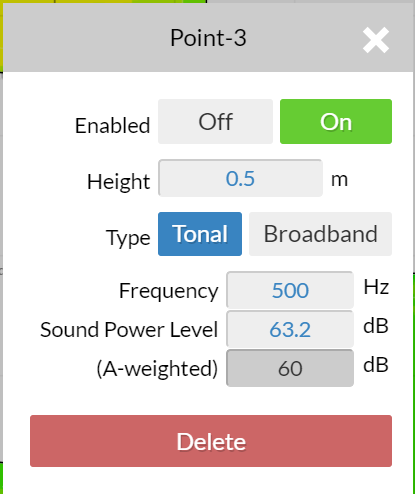 Point-3
Enabled Off On
Height 0.5 m
Type Tonal Broadband
Frequency 500 Hz
Sound Power Level 63.2 dB
(A-weighted) 60 dB
Delete